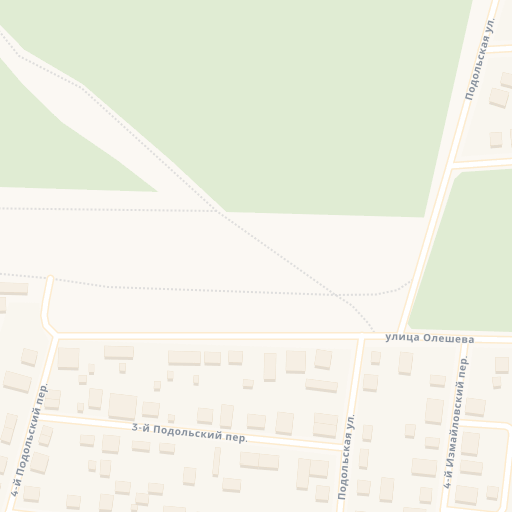 Подольская ул.
улица Олешева
4-й Измайловский пер.
4-й Подольский пер.
3-й Подольский пер.
Подольская ул.